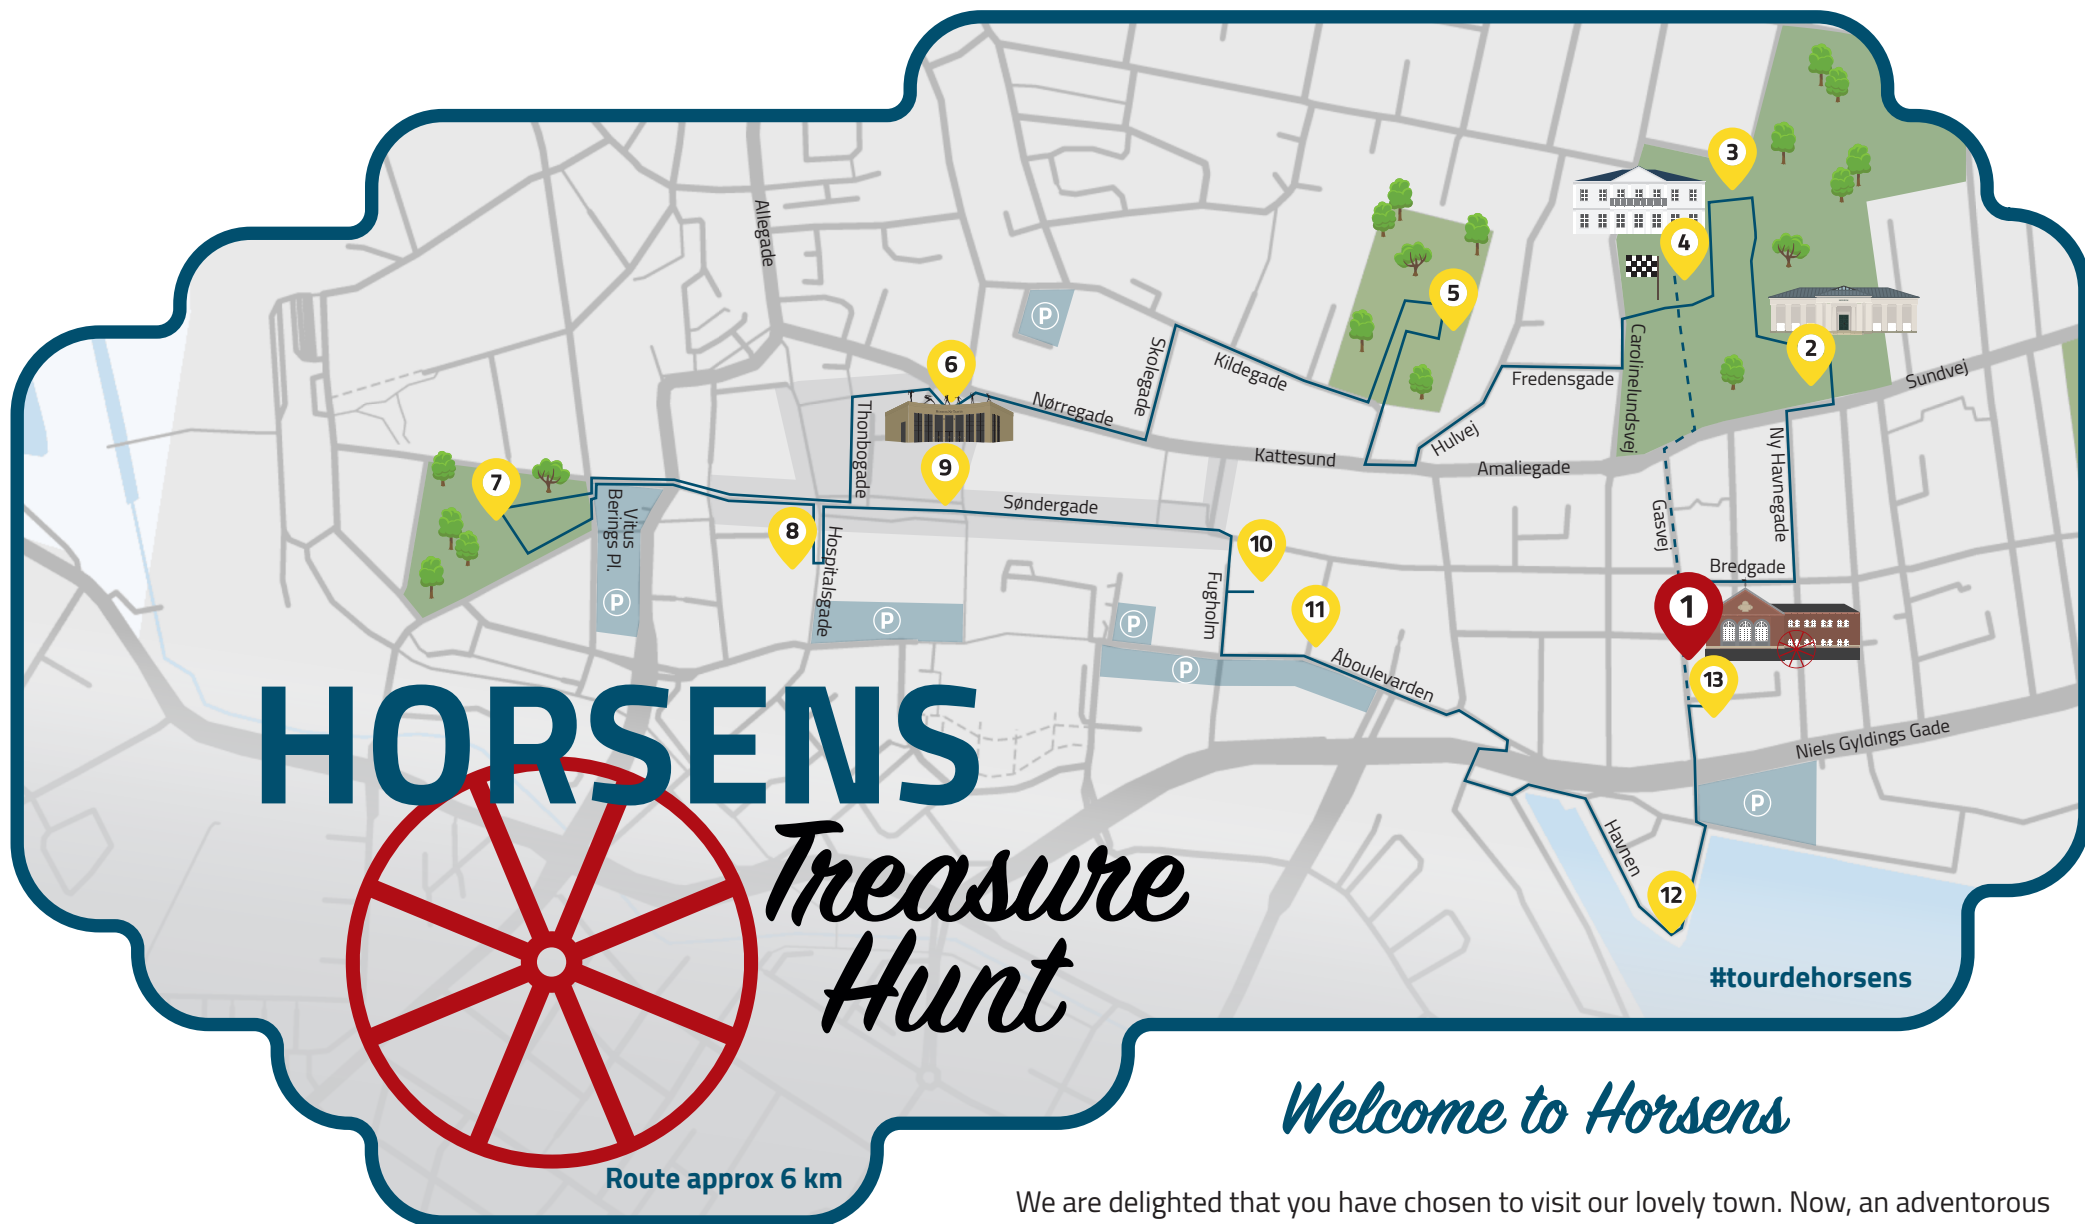 3
Allegade
4
5
P
Carolinelundsvej
2
Skolegade
Kildegade
6
Fredensgade
Sundvej
Nørregade
Thonbogade
Hulvej
Ny Havnegade
Kattesund
Amaliegade
9
7
Søndergade
Gasvej
Vitus
Berings Pl.
8
Hospitalsgade
10
Bredgade
Fugholm
P
P
P
11
1
P
Åboulevarden
13
HORSENS
Niels Gyldings Gade
P
Havnen
Treasure
Hunt
12
#tourdehorsens
Welcome to Horsens
Route approx 6 km
We are delighted that you have chosen to visit our lovely town. Now, an adventorous